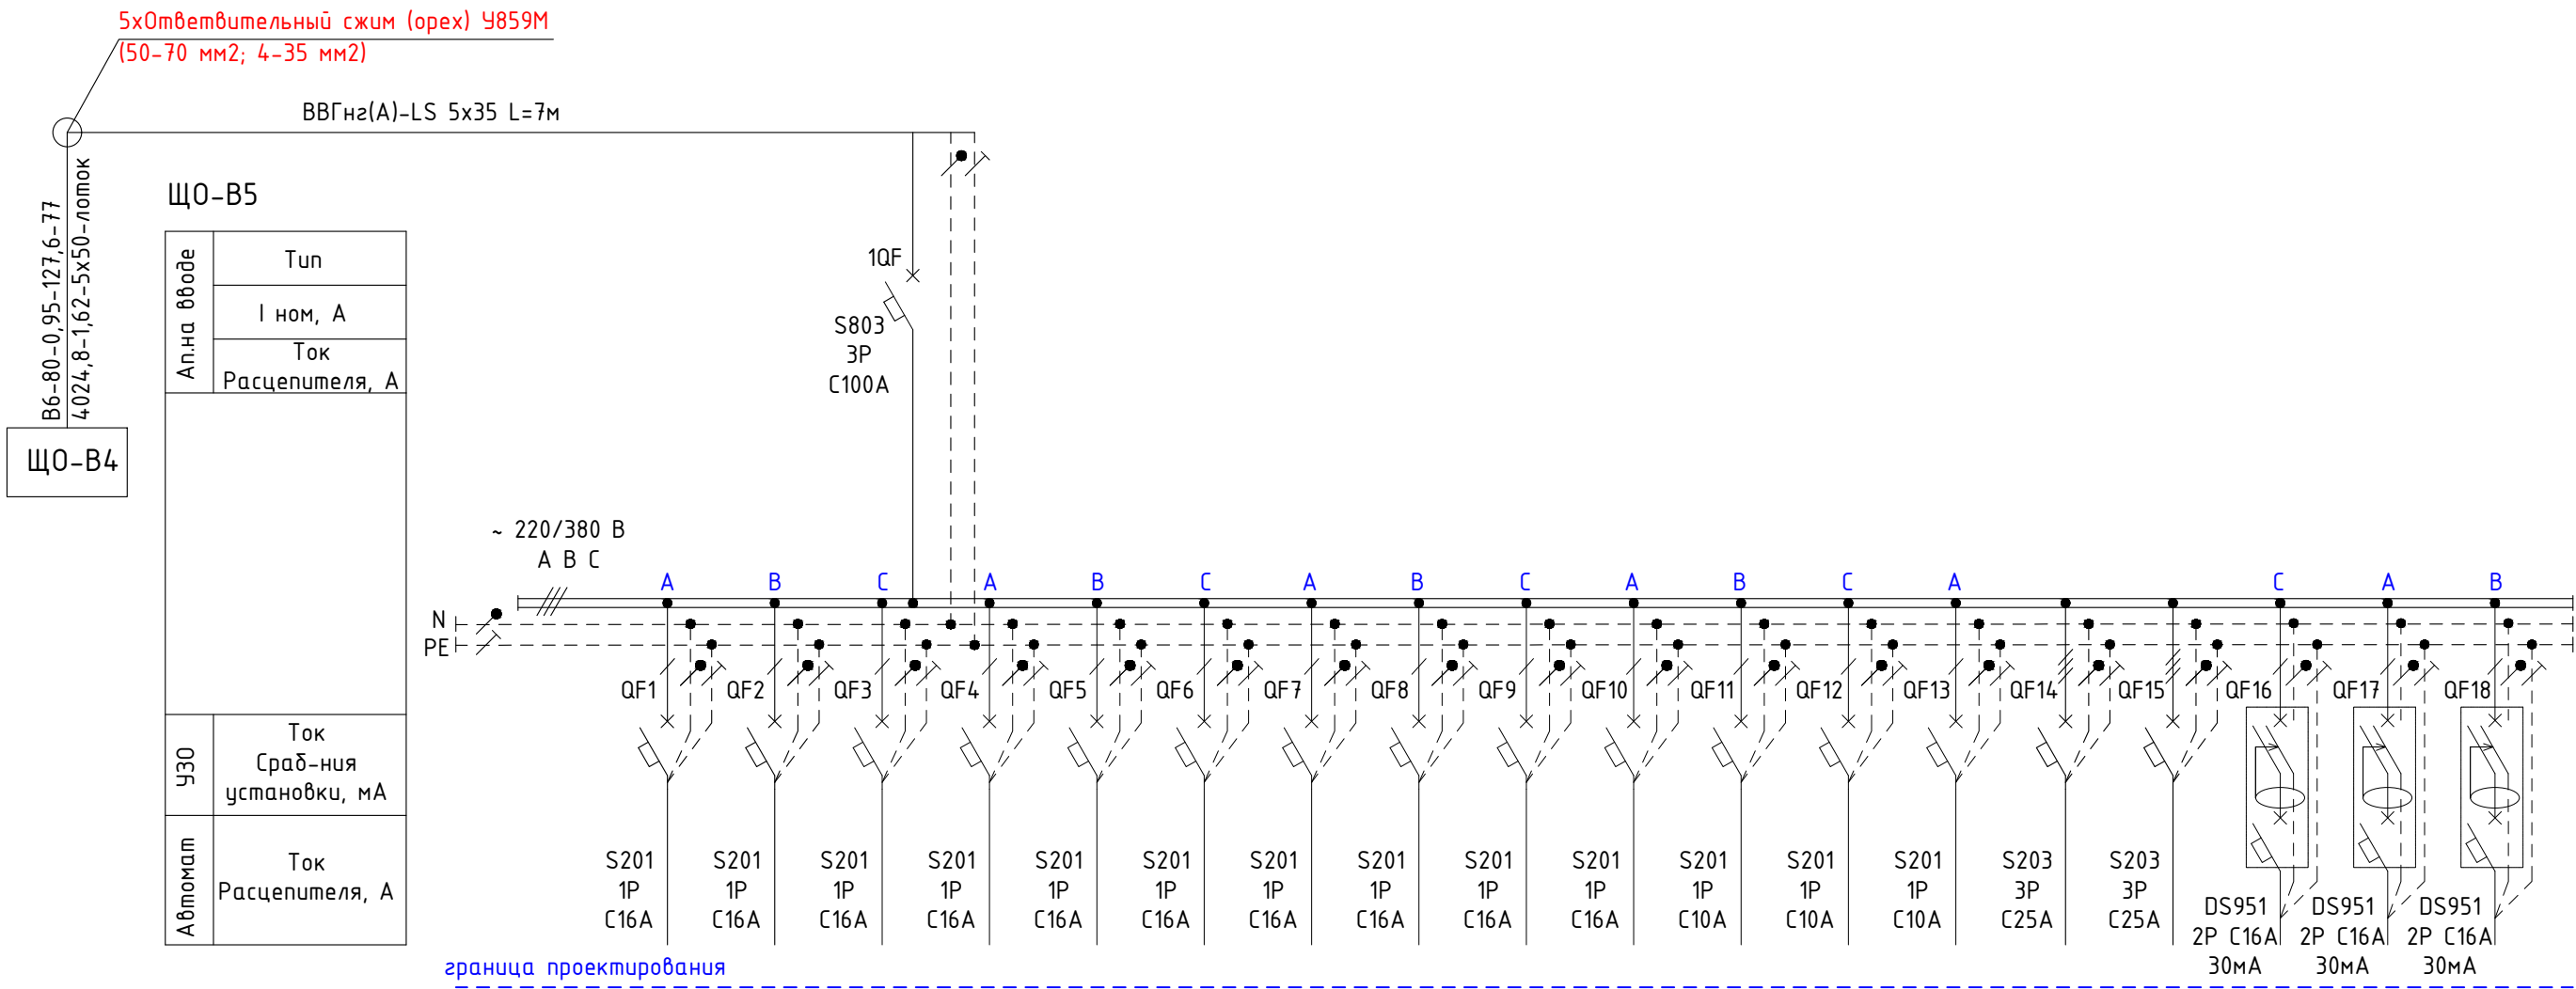 5хОтветвительный сжим (орех) У859М
(50-70 мм2; 4-35 мм2)
ВВГнг(А)-LS 5х35 L=7м
В6-80-0,95-127,6-77
4024,8-1,62-5х50-лоток
ЩО-В4
ЩО-В5
Ап.на вводе
Тип
I ном, А
Ток
Расцепителя, А
УЗО
Ток
Сраб-ния
установки, мА
Автомат
Ток
Расцепителя, А
1QF
S803
3P
C100A
~ 220/380 В
А В С
N
PE
A B C A B C A B C A B C A C A B
QF1 QF2 QF3 QF4 QF5 QF6 QF7 QF8 QF9 QF10 QF11 QF12 QF13 QF14 QF15 QF16 QF17 QF18
S201 S201 S201 S201 S201 S201 S201 S201 S201 S201 S201 S201 S201 S203 S203
1P 1P 1P 1P 1P 1P 1P 1P 1P 1P 1P 1P 1P 3P 3P
C16A C16A C16A C16A C16A C16A C16A C16A C16A C16A C10A C10A C10A C25A C25A
DS951 DS951 DS951
2P C16A 2P C16A 2P C16A
30мА 30мА 30мА
граница проектирования